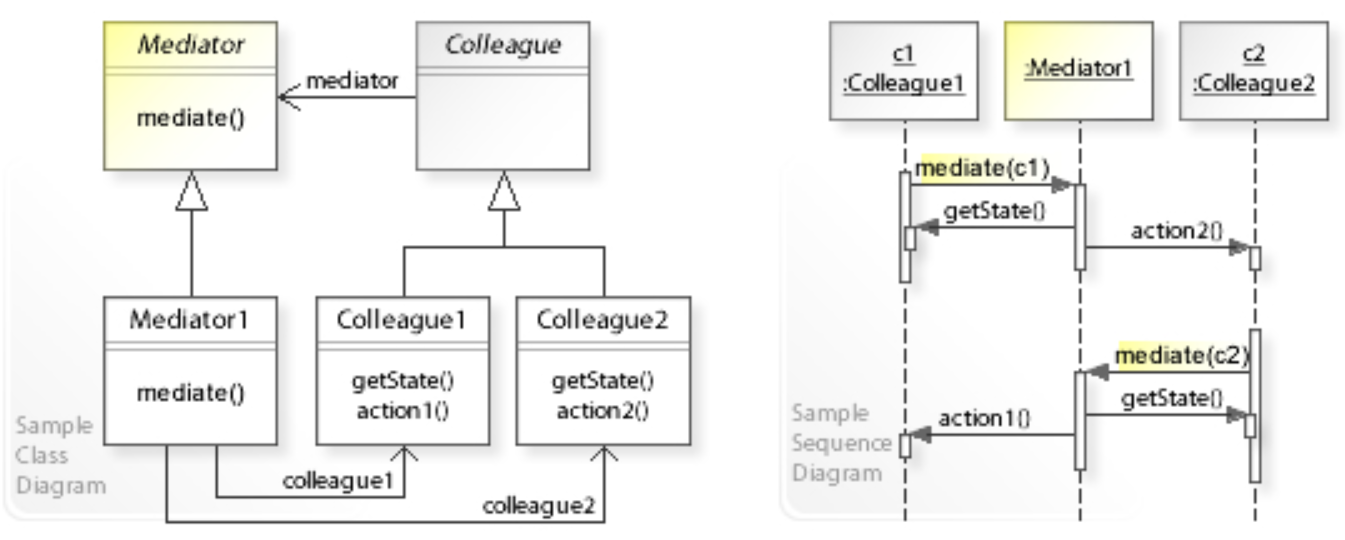 Mediator
mediate()
Colleague
mediator
Mediator1
mediate()
Colleague1
getState()
action1()
Colleague2
getState()
action2()
colleague1
colleague2
Sample
Class
Diagram
c1
:Colleague1
:Mediator1
c2
:Colleague2
mediate(c1)
getState()
action2()
mediate(c2)
getState()
action1()
Sample
Sequence
Diagram